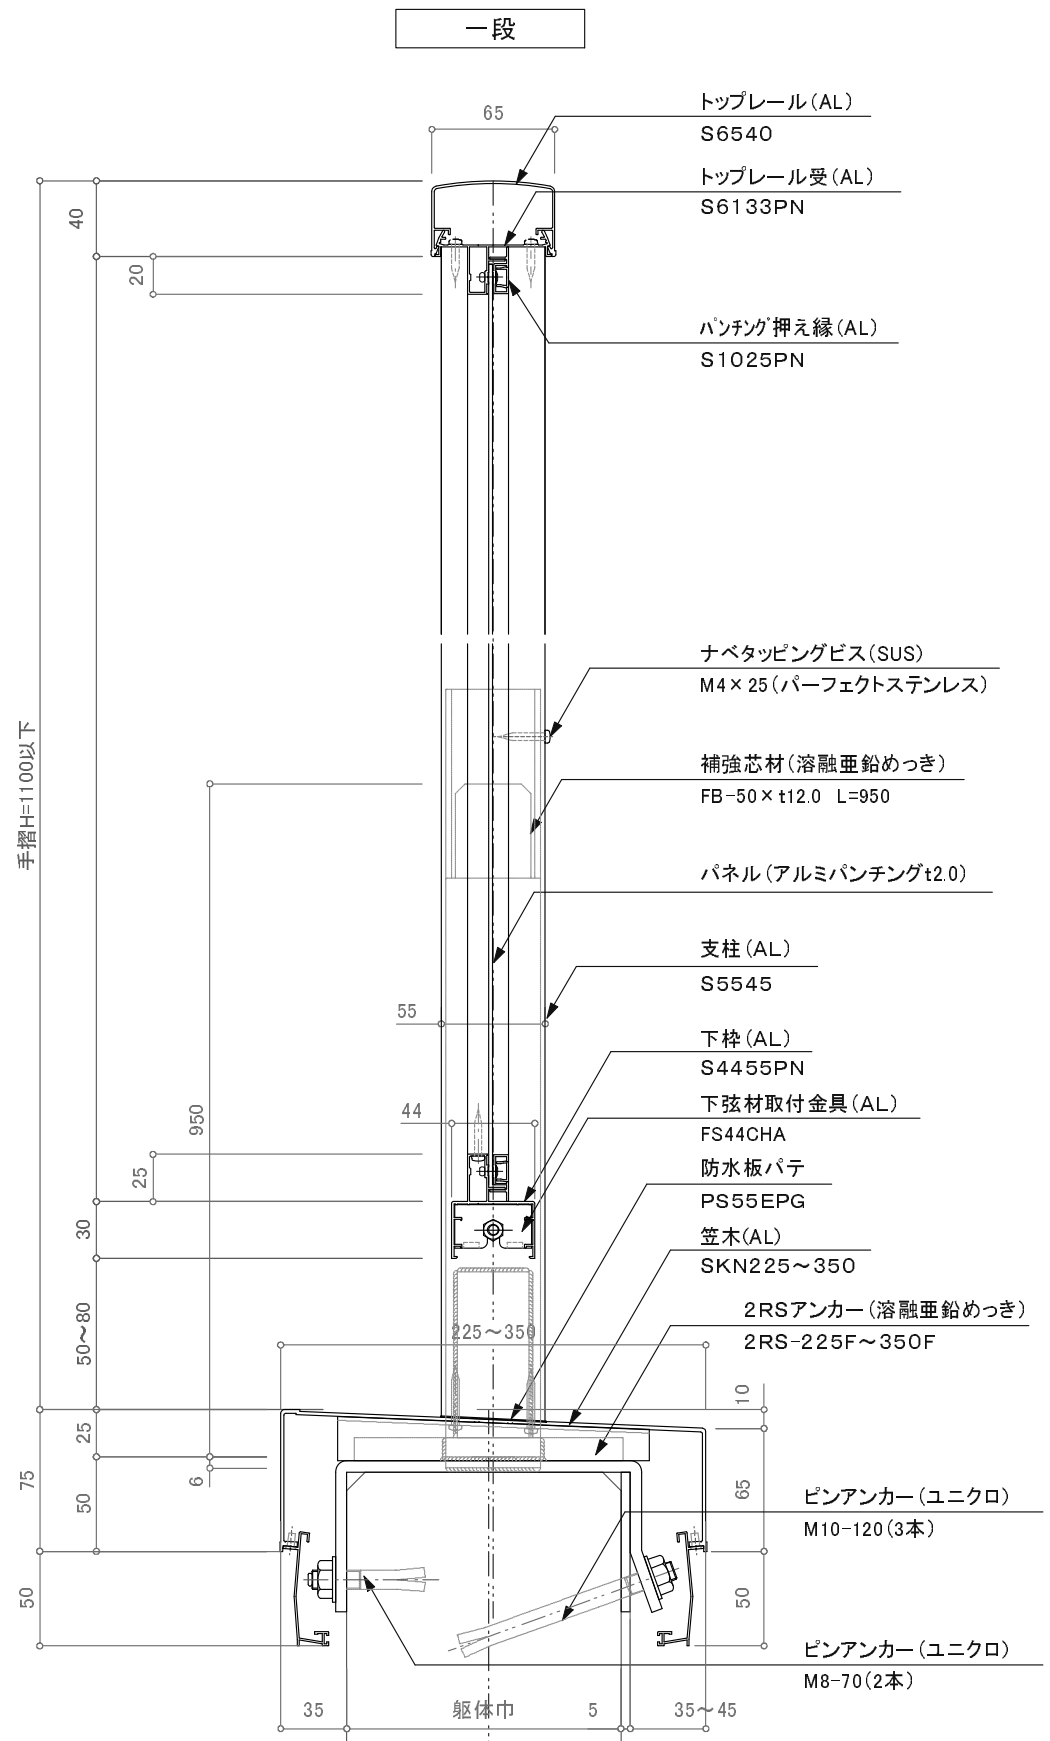 一段
65
トップレール(AL)
S6540
トップレール受(AL)
S6133PN
40
20
パンチング押え縁(AL)
S1025PN
ナベタッピングビス(SUS)
M4×25(パーフェクトステンレス)
手摺H=1100以下
補強芯材(溶融亜鉛めっき)
FB-50×t12.0 L=950
パネル(アルミパンチングt2.0)
支柱(AL)
S5545
55
下枠(AL)
S4455PN
44
950
下弦材取付金具(AL)
FS44CHA
25
防水板パテ
PS55EPG
30
笠木(AL)
SKN225～350
50～80
225～350
2RSアンカー(溶融亜鉛めっき)
2RS-225F～350F
10
25
75
6
50
65
ピンアンカー(ユニクロ)
M10-120(3本)
50
50
ピンアンカー(ユニクロ)
M8-70(2本)
35
躯体巾
5
35～45